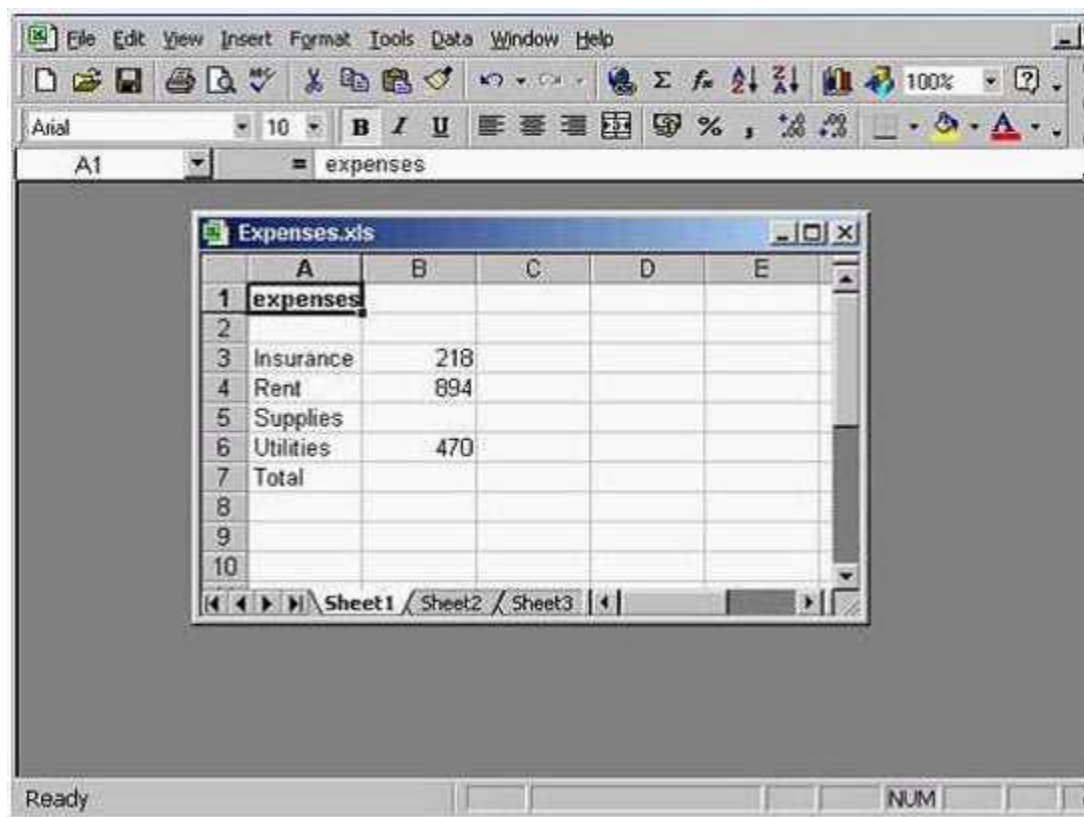 File Edit View Insert Format Tools Data Window Help
100%
Arial 10 B I U % ,
A1 = expenses
Expenses.xls
A B C D E
1 expenses
2
3 Insurance 218
4 Rent 894
5 Supplies
6 Utilities 470
7 Total
8
9
10
Sheet1 Sheet2 Sheet3
Ready NUM